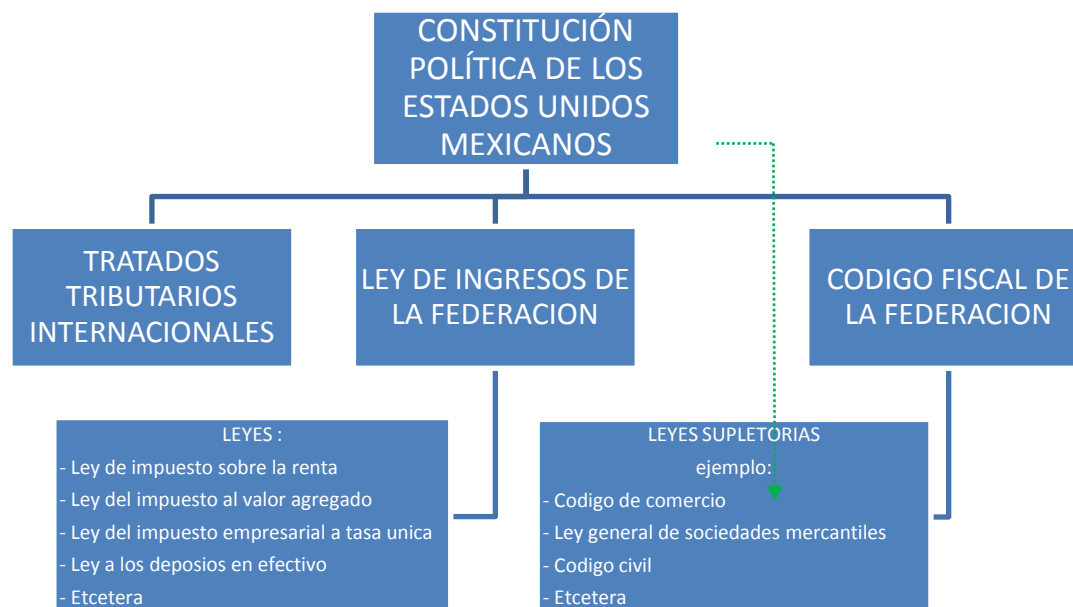 CONSTITUCIÓN
POLÍTICA DE LOS
ESTADOS UNIDOS
MEXICANOS
TRATADOS
TRIBUTARIOS
INTERNACIONALES
LEY DE INGRESOS DE
LA FEDERACION
CODIGO FISCAL DE
LA FEDERACION
LEYES :
- Ley de impuesto sobre la renta
- Ley del impuesto al valor agregado
- Ley del impuesto empresarial a tasa unica
- Ley a los deposios en efectivo
- Etcetera
LEYES SUPLETORIAS
ejemplo:
- Codigo de comercio
- Ley general de sociedades mercantiles
- Codigo civil
- Etcetera